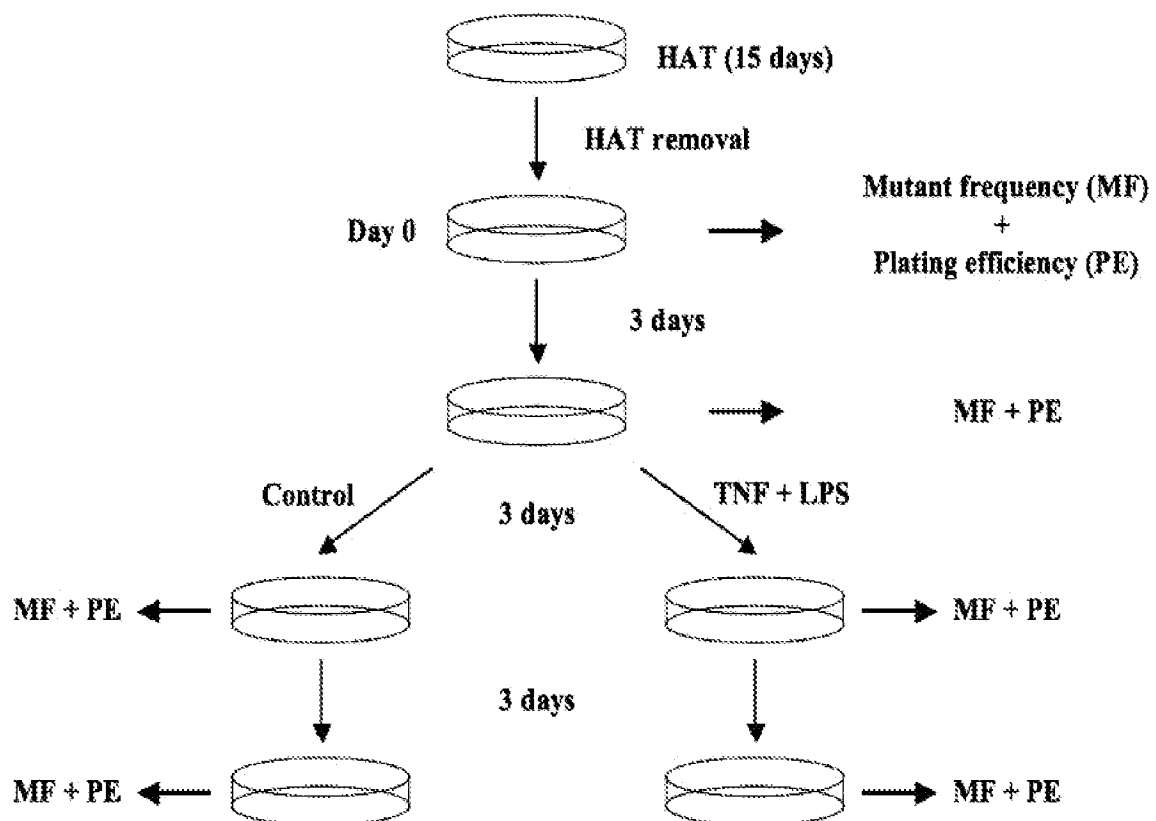 HAT (15 days)
HAT removal
Day 0
Mutant frequency (MF)
+
Plating efficiency (PE)
3 days
MF + PE
Control
3 days
TNF + LPS
MF + PE
MF + PE
3 days
MF + PE
MF + PE